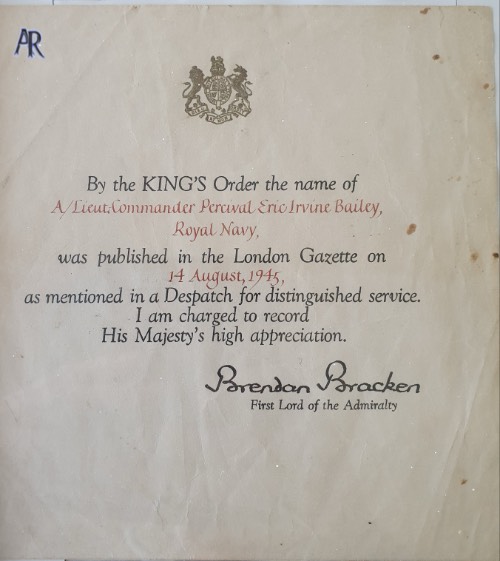 AR
By the KING'S Order the name of
A/Lieut.Commander Percival Eric Irvine Bailey,
Royal Navy,
was published in the London Gazette on
14 August, 1945,
as mentioned in a Despatch for distinguished service.
I am charged to record
His Majesty's high appreciation.
Brendan Bracken
First Lord of the Admiralty